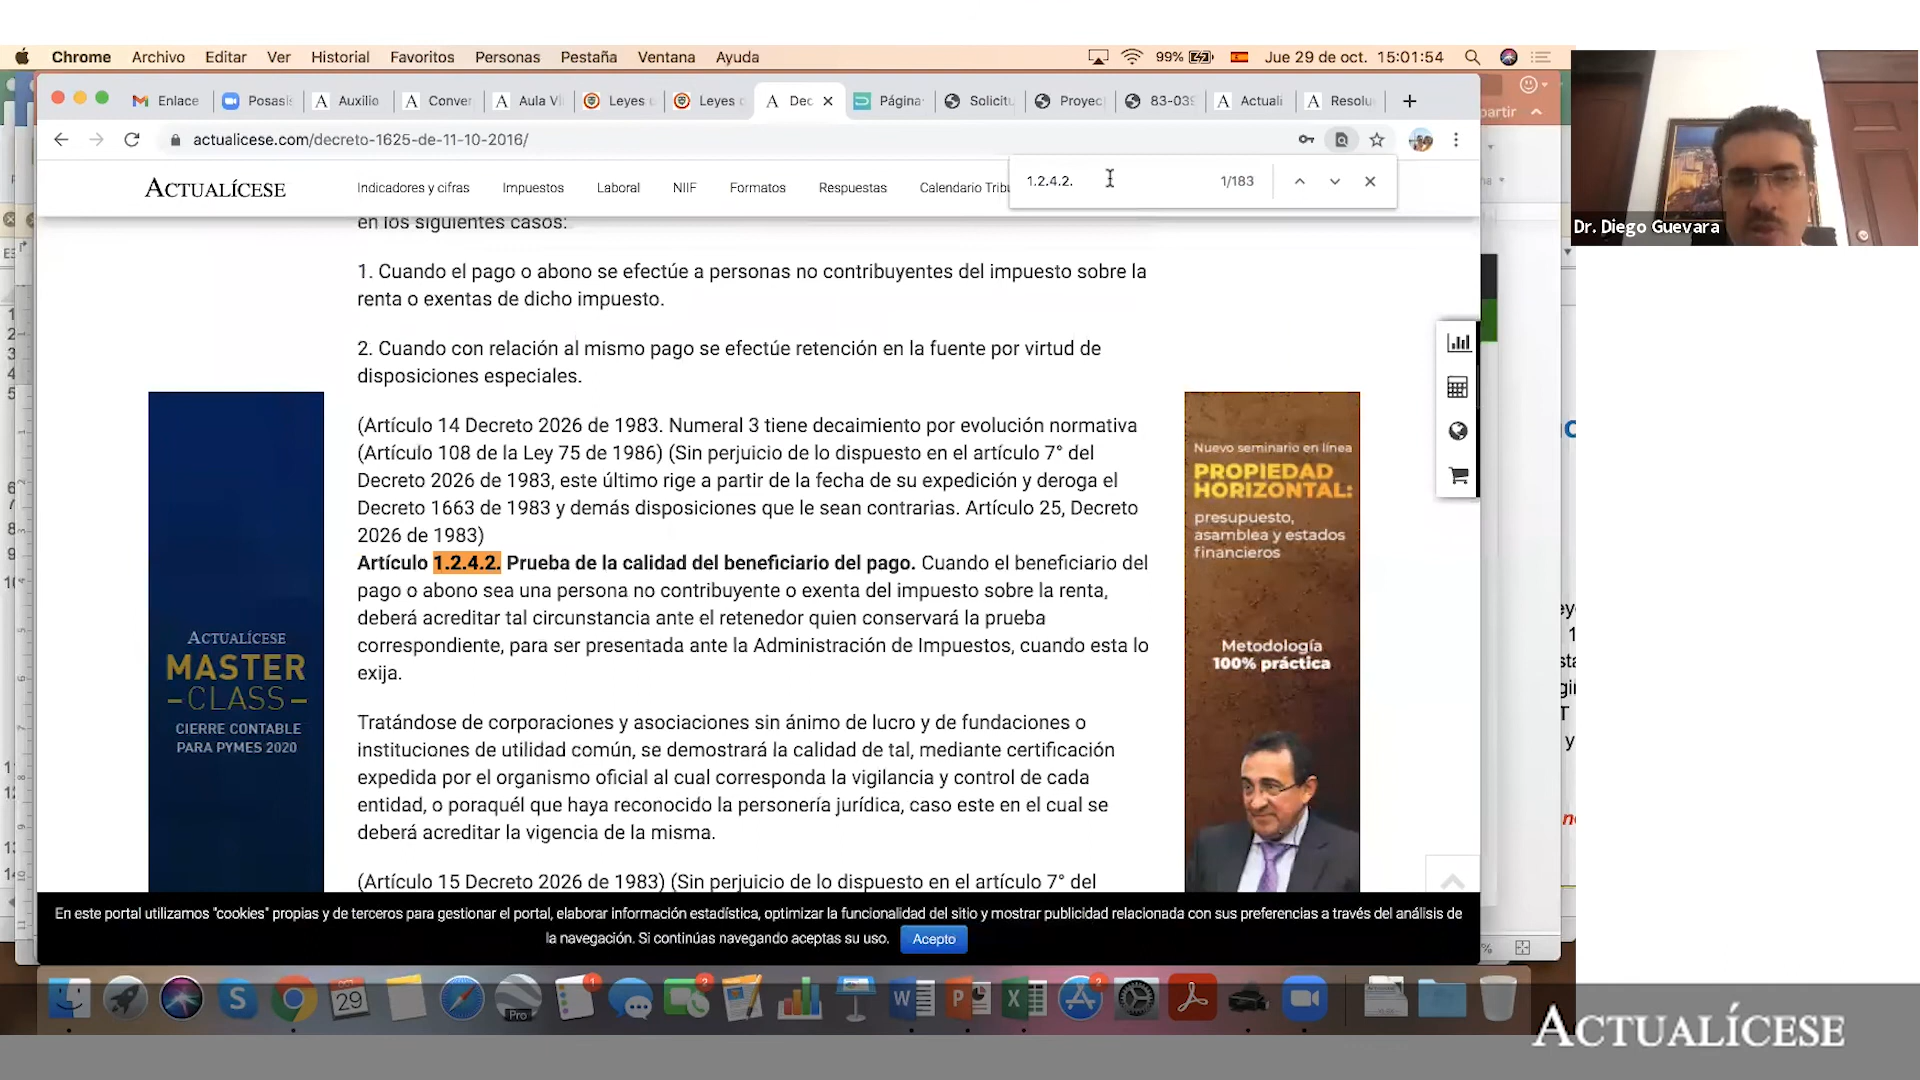 Chrome Archivo Editar Ver Historial Favoritos Personas Pestaña Ventana Ayuda
99% Jue 29 de oct. 15:01:54
Enlace Posasis Auxilio Conver Aula Leyes Leyes Dec Página Solicitu Proyec 83-039 Actuali Resolu
actualicese.com/decreto-1625-de-11-10-2016/
1.2.4.2. 1/183
ACTUALÍCESE Indicadores y cifras Impuestos Laboral NIIF Formatos Respuestas Calendario Tribu
Dr. Diego Guevara
en los siguientes casos:
1. Cuando el pago o abono se efectúe a personas no contribuyentes del impuesto sobre la
renta o exentas de dicho impuesto.
2. Cuando con relación al mismo pago se efectúe retención en la fuente por virtud de
disposiciones especiales.
(Artículo 14 Decreto 2026 de 1983. Numeral 3 tiene decaimiento por evolución normativa
(Artículo 108 de la Ley 75 de 1986) (Sin perjuicio de lo dispuesto en el artículo 7° del
Decreto 2026 de 1983, este último rige a partir de la fecha de su expedición y deroga el
Decreto 1663 de 1983 y demás disposiciones que le sean contrarias. Artículo 25, Decreto
2026 de 1983)
Artículo 1.2.4.2. Prueba de la calidad del beneficiario del pago. Cuando el beneficiario del
pago o abono sea una persona no contribuyente o exenta del impuesto sobre la renta,
deberá acreditar tal circunstancia ante el retenedor quien conservará la prueba
correspondiente, para ser presentada ante la Administración de Impuestos, cuando esta lo
exija.
Tratándose de corporaciones y asociaciones sin ánimo de lucro y de fundaciones o
instituciones de utilidad común, se demostrará la calidad de tal, mediante certificación
expedida por el organismo oficial al cual corresponda la vigilancia y control de cada
entidad, o poraquél que haya reconocido la personería jurídica, caso este en el cual se
deberá acreditar la vigencia de la misma.
(Artículo 15 Decreto 2026 de 1983) (Sin perjuicio de lo dispuesto en el artículo 7° del
ACTUALÍCESE
MASTER
CLASS
CIERRE CONTABLE
PARA PYMES 2020
Nuevo seminario en línea
PROPIEDAD
HORIZONTAL:
presupuesto,
asamblea y estados
financieros
Metodología
100% práctica
En este portal utilizamos "cookies" propias y de terceros para gestionar el portal, elaborar información estadística, optimizar la funcionalidad del sitio y mostrar publicidad relacionada con sus preferencias a través del análisis de
la navegación. Si continúas navegando aceptas su uso. Acepto
29
Pro
ACTUALÍCESE